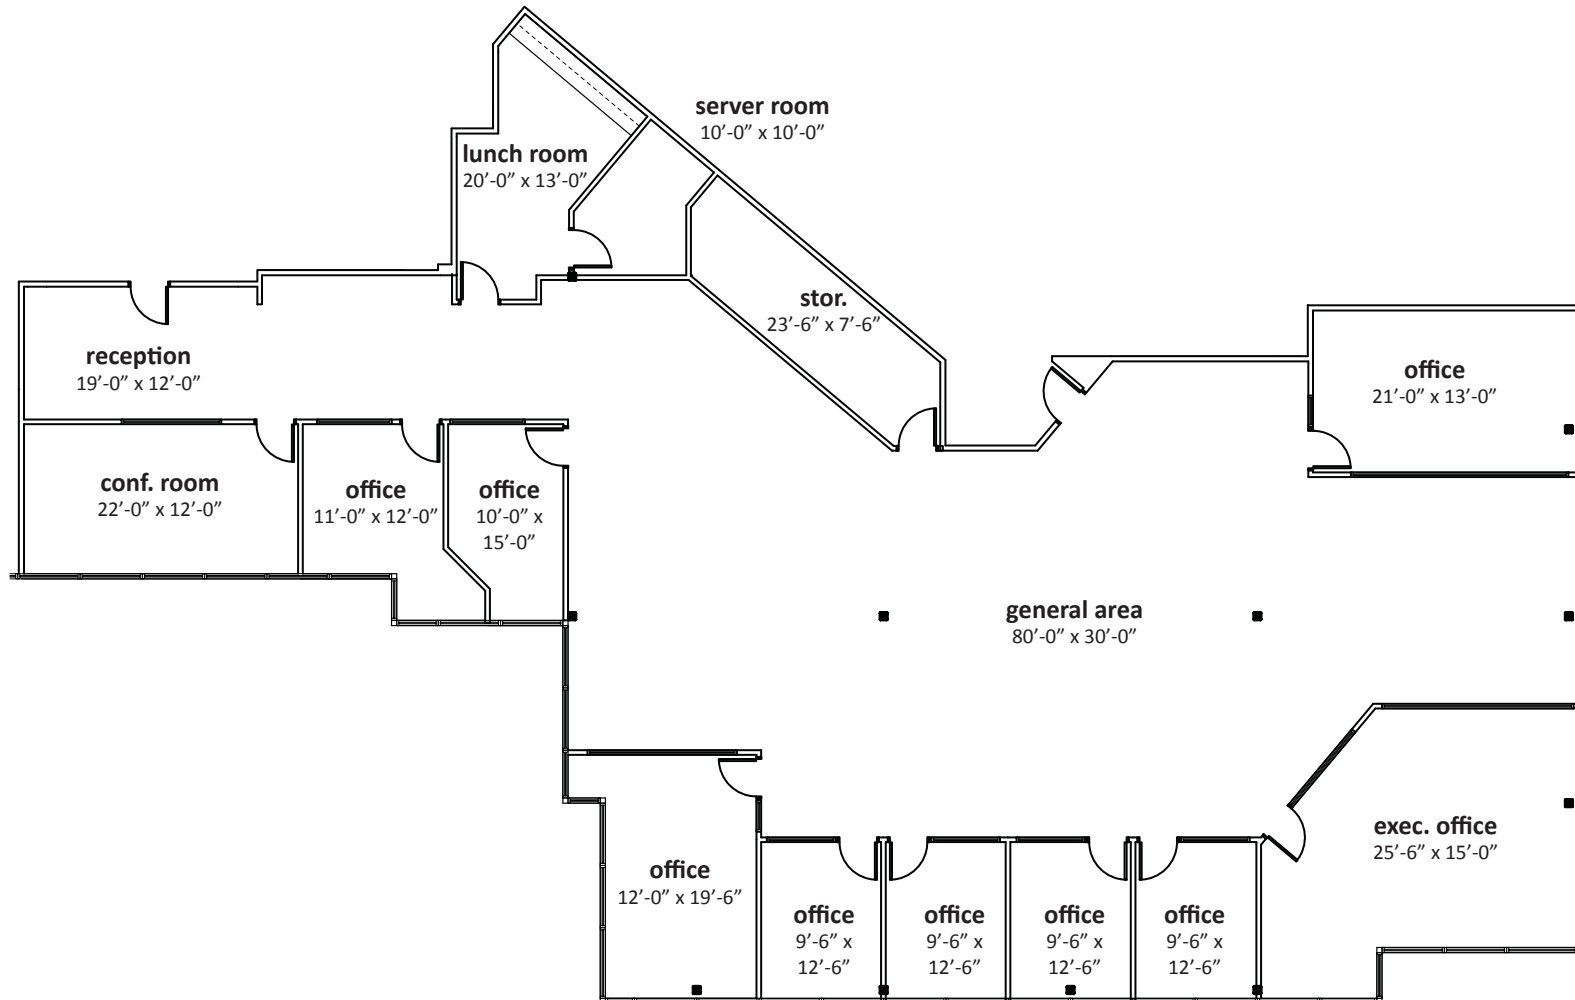 server room
10’-0” x 10’-0”
lunch room
20’-0” x 13’-0”
stor.
23’-6” x 7’-6”
reception
19’-0” x 12’-0”
office
21’-0” x 13’-0”
conf. room
22’-0” x 12’-0”
office
11’-0” x 12’-0”
office
10’-0” x
15’-0”
general area
80’-0” x 30’-0”
exec. office
25’-6” x 15’-0”
office
12’-0” x 19’-6”
office
9’-6” x
12’-6”
office
9’-6” x
12’-6”
office
9’-6” x
12’-6”
office
9’-6” x
12’-6”